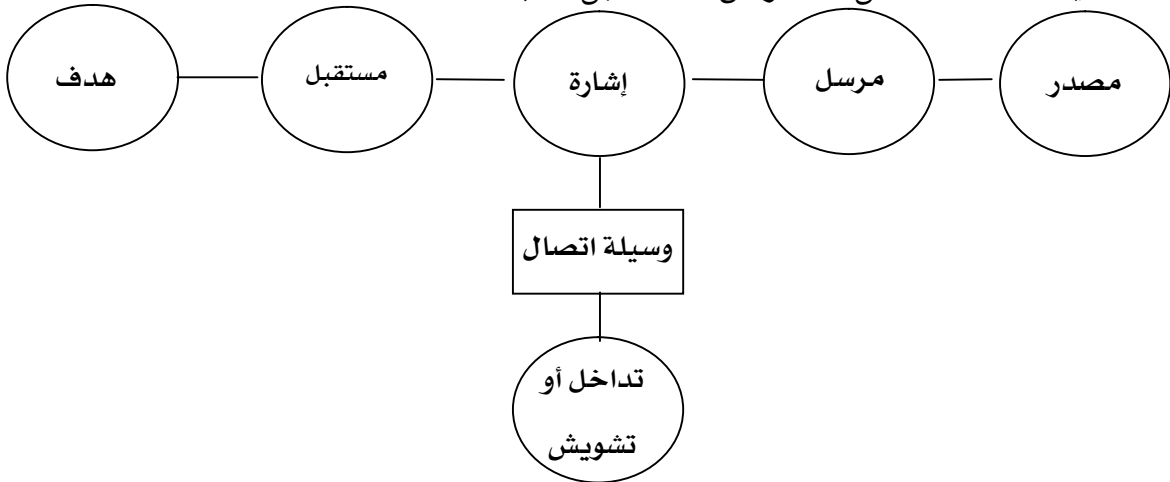 مصدر
مرسل
إشارة
مستقبل
هدف
وسيلة اتصال
تداخل أو
تشويش